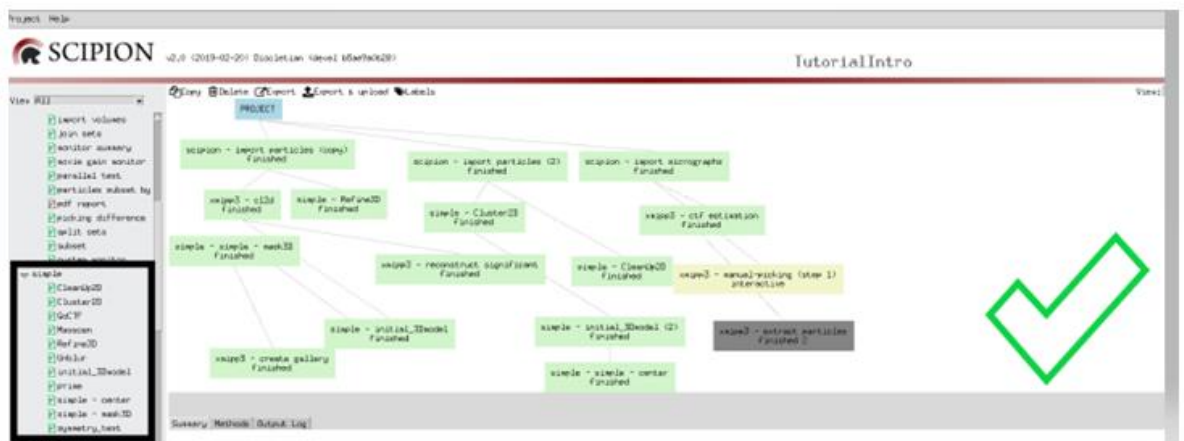 Project Help
SCIPION v2.0 (2019-02-20) Diocletian (devel b5ae9a0b28) TutorialIntro
View All
Copy Delete Export Export & upload Labels
View:
import volumes
join sets
monitor summary
movie gain monitor
parallel test
particles subset by
pdf report
picking difference
split sets
subset
system monitor
simple
CleanUp2D
Cluster2D
Refine3D
Unblur
initial_3Dmodel
prime
simple - center
simple - mask3D
symmetry_test
PROJECT
scipion - import particles (copy)
finished
scipion - import particles (2)
finished
scipion - import micrographs
finished
xmipp3 - cl2d
finished
simple - Refine3D
finished
simple - Cluster2D
finished
xmipp3 - ctf estimation
finished
simple - simple - mask3D
finished
xmipp3 - reconstruct significant
finished
simple - CleanUp2D
finished
xmipp3 - manual-picking (step 1)
interactive
simple - initial_3Dmodel
finished
simple - initial_3Dmodel (2)
finished
xmipp3 - extract particles
finished
xmipp3 - create gallery
finished
simple - simple - center
finished
Summary Methods Output Log